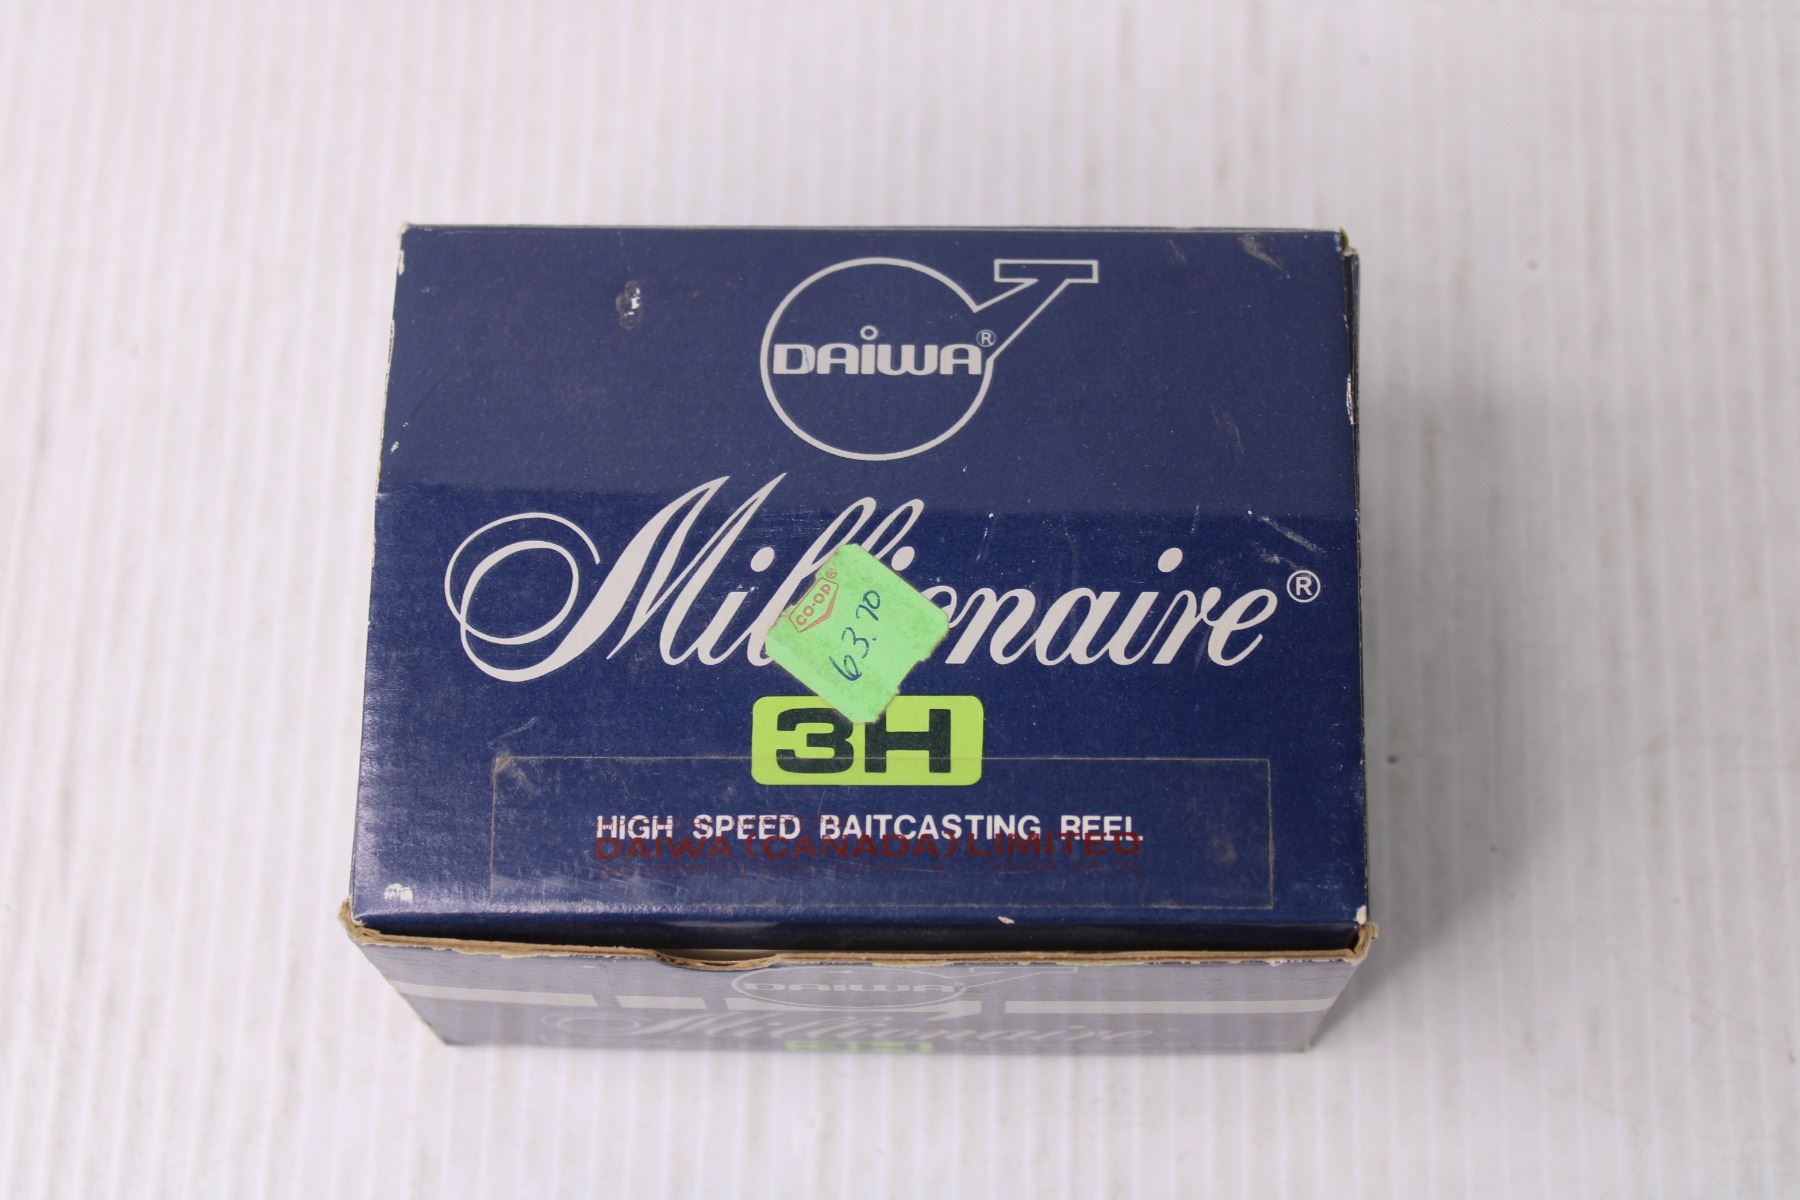 DAIWA®
Millionaire®
CO-OP®
63.70
3H
HIGH SPEED BAITCASTING REEL
DAIWA (CANADA) LIMITED
DAIWA
Millionaire